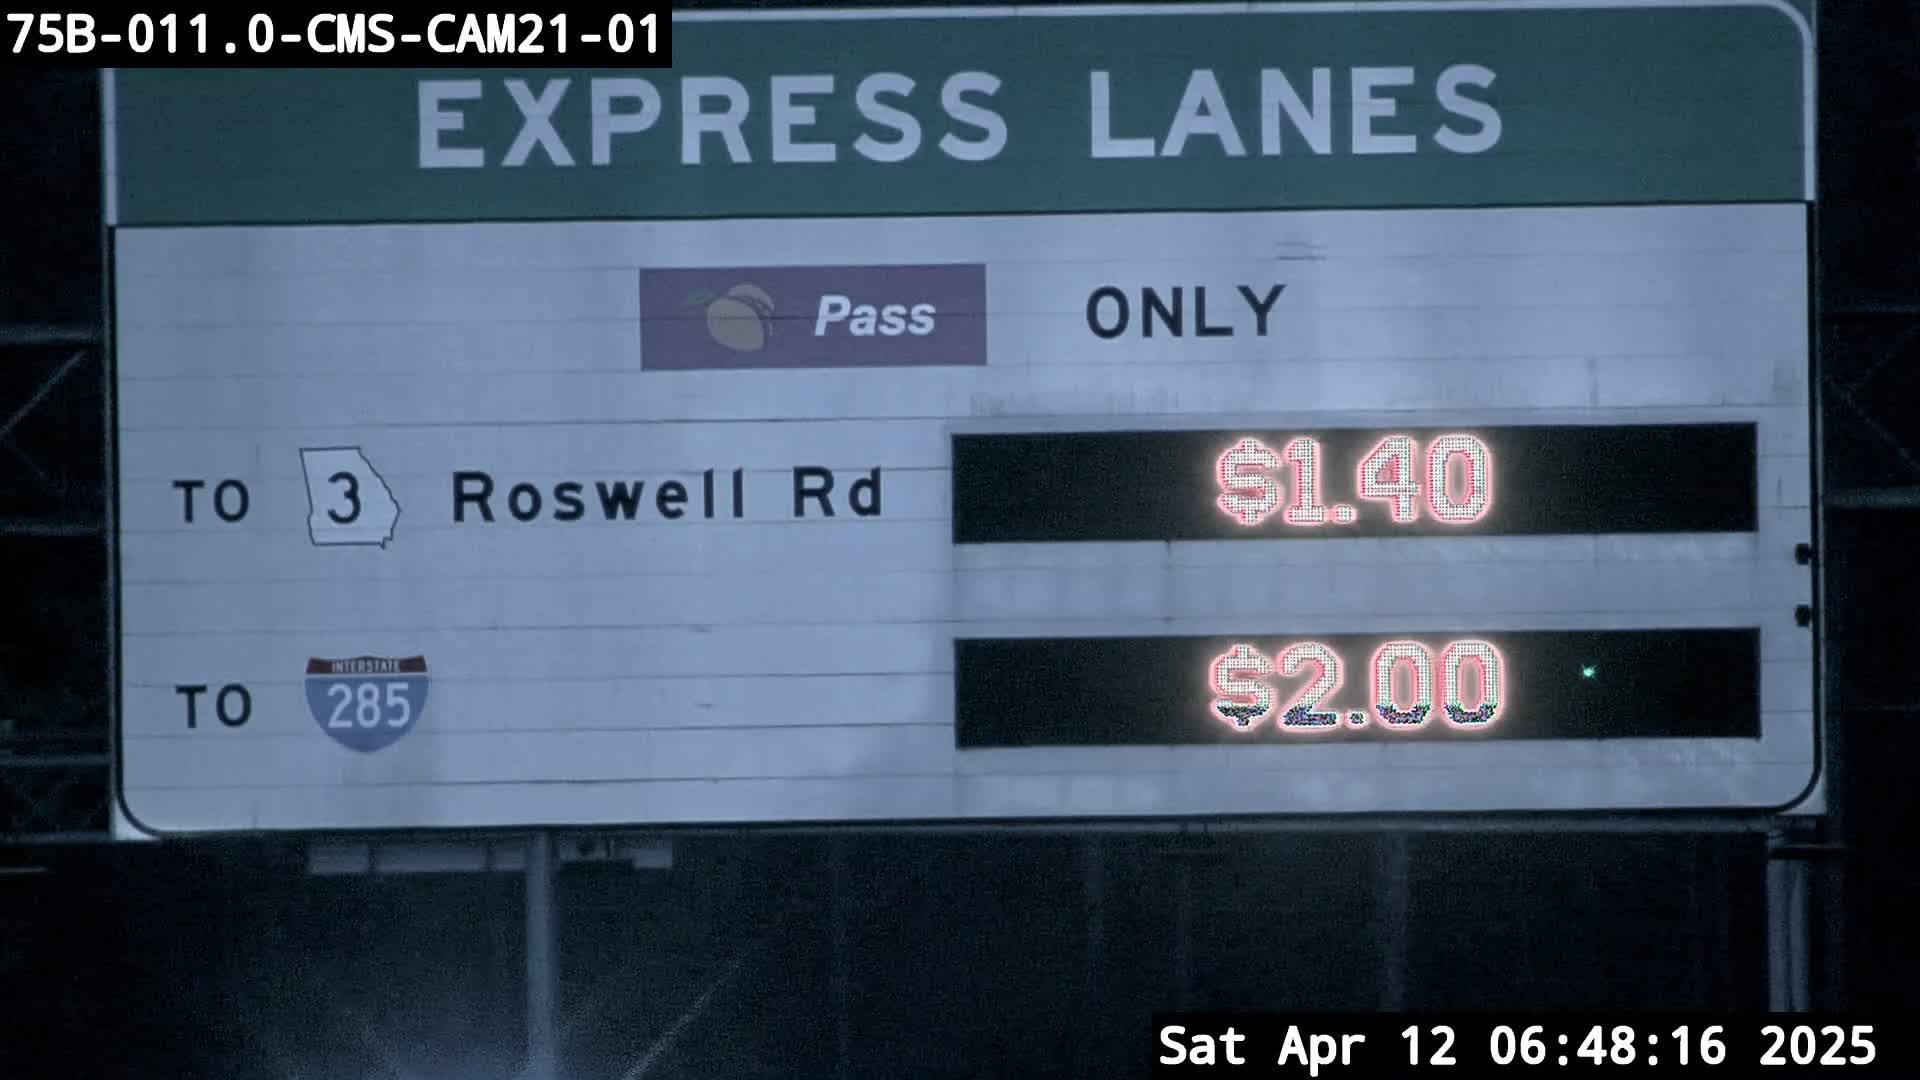 75B-011.0-CMS-CAM21-01
EXPRESS LANES
Pass ONLY
TO 3 Roswell Rd $1.40
TO INTERSTATE 285 $2.00
Sat Apr 12 06:48:16 2025